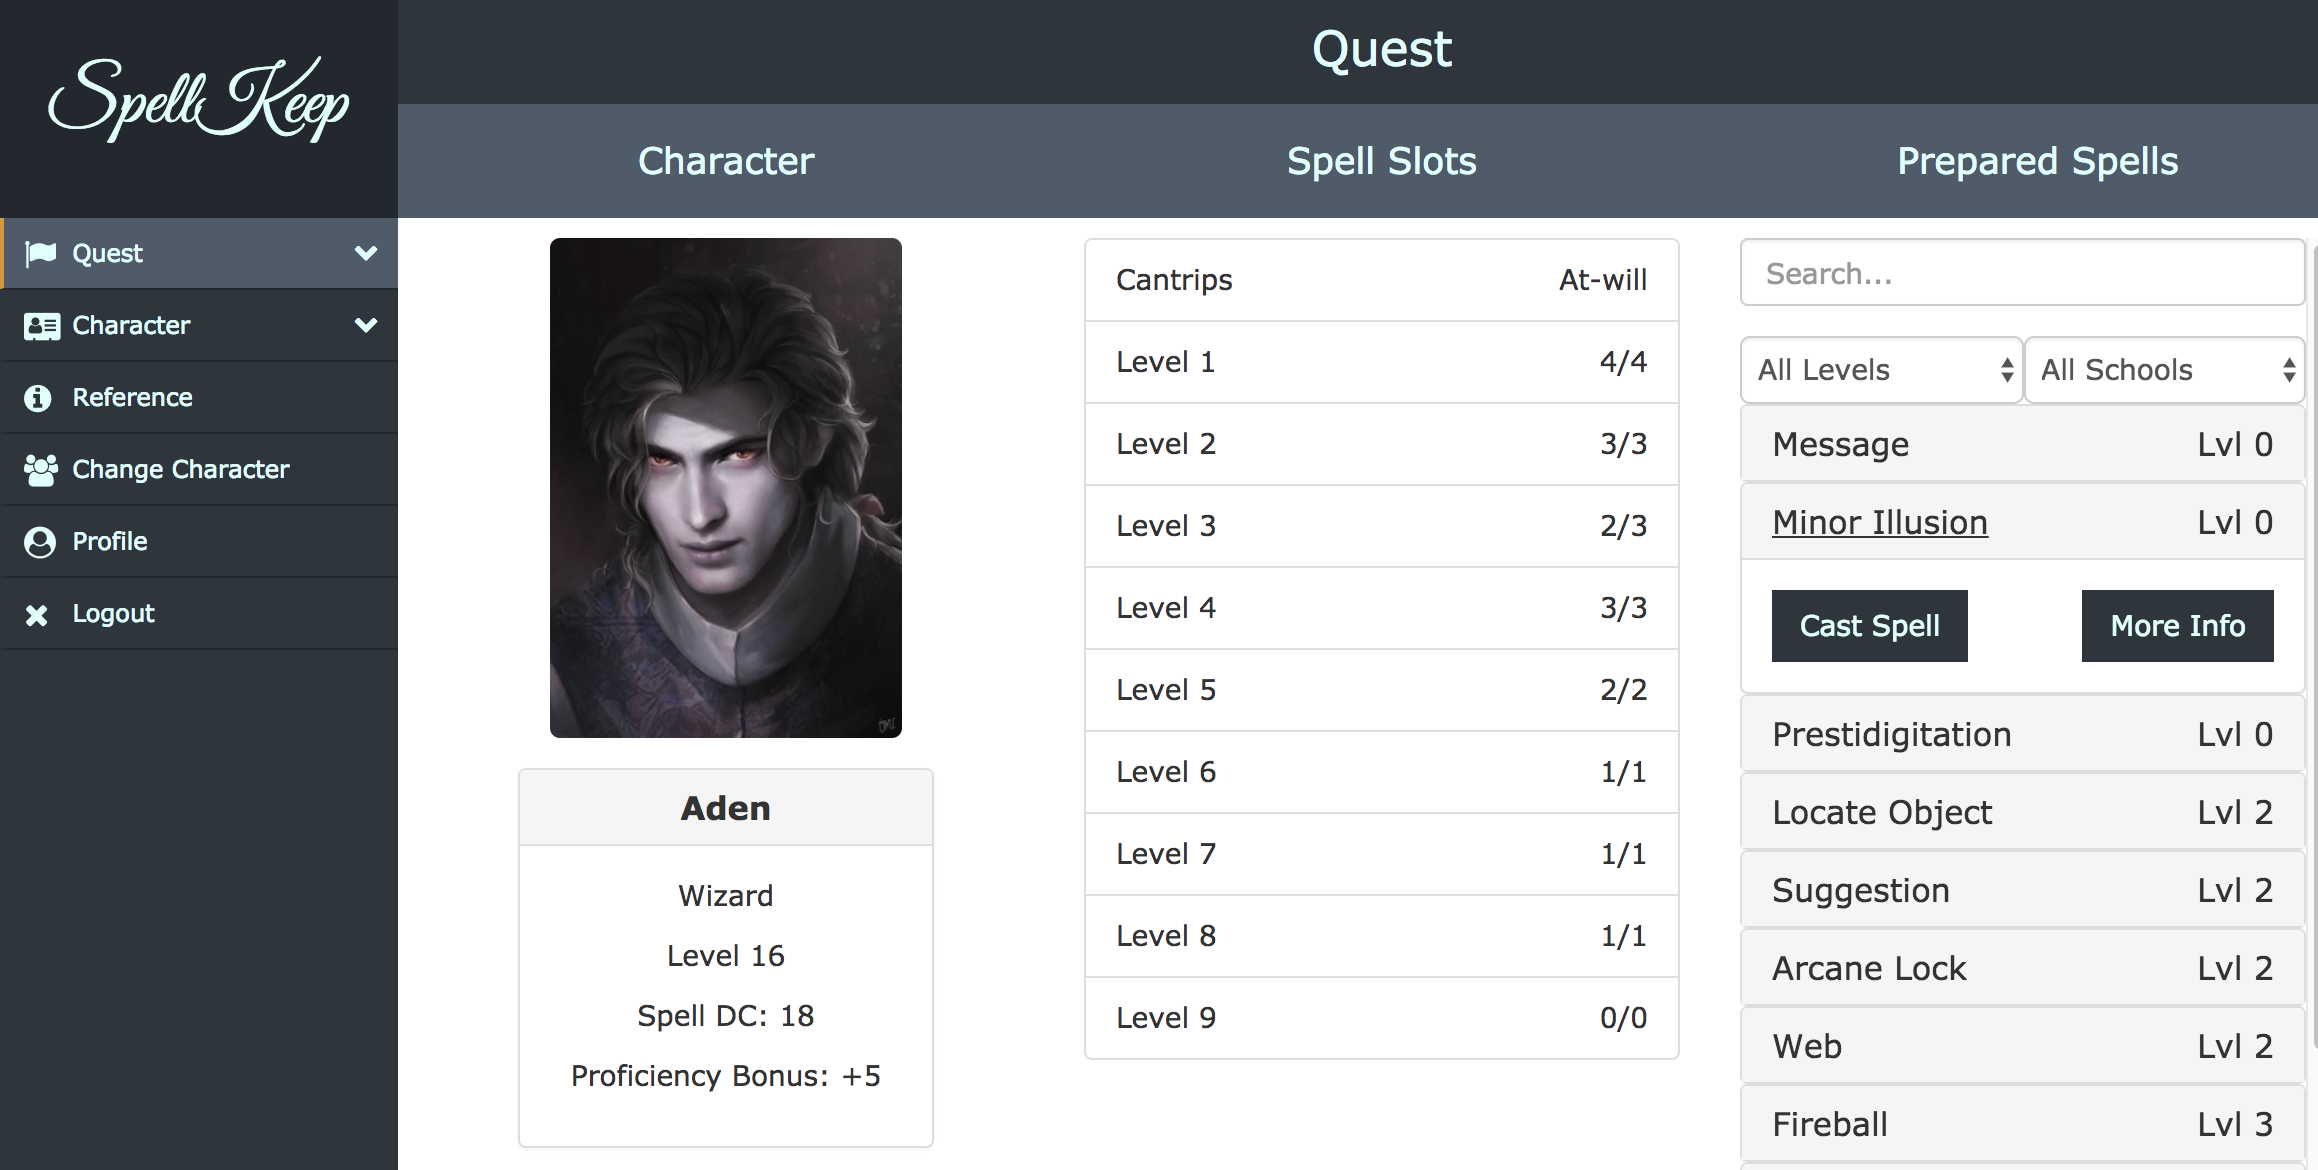 Spell Keep
Quest
Character
Reference
Change Character
Profile
Logout
Quest
Character
Spell Slots
Prepared Spells
Aden
Wizard
Level 16
Spell DC: 18
Proficiency Bonus: +5
Cantrips At-will
Level 1 4/4
Level 2 3/3
Level 3 2/3
Level 4 3/3
Level 5 2/2
Level 6 1/1
Level 7 1/1
Level 8 1/1
Level 9 0/0
Search...
All Levels All Schools
Message Lvl 0
Minor Illusion Lvl 0
Cast Spell More Info
Prestidigitation Lvl 0
Locate Object Lvl 2
Suggestion Lvl 2
Arcane Lock Lvl 2
Web Lvl 2
Fireball Lvl 3